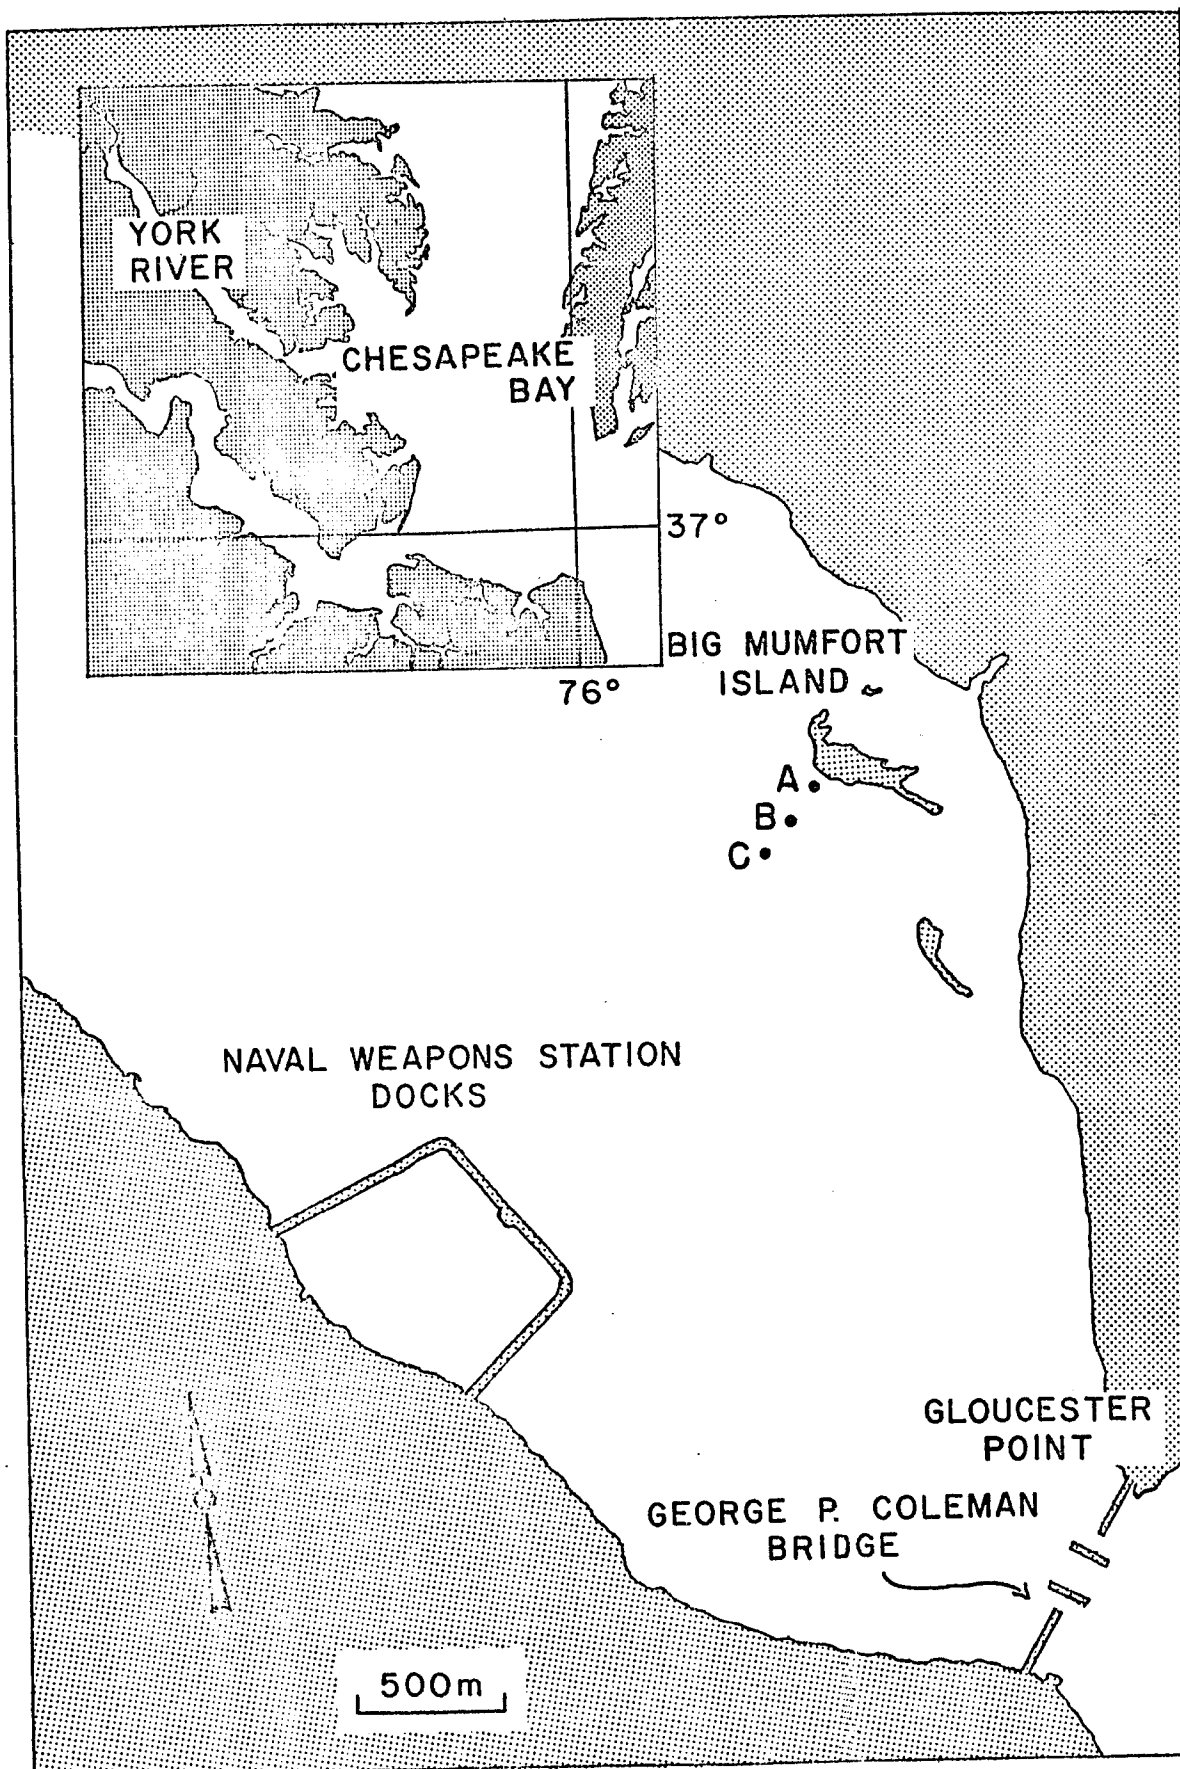 YORK
RIVER
CHESAPEAKE
BAY
37°
76°
BIG MUMFORT
ISLAND
A
B
C
NAVAL WEAPONS STATION
DOCKS
GLOUCESTER
POINT
GEORGE P. COLEMAN
BRIDGE
500m